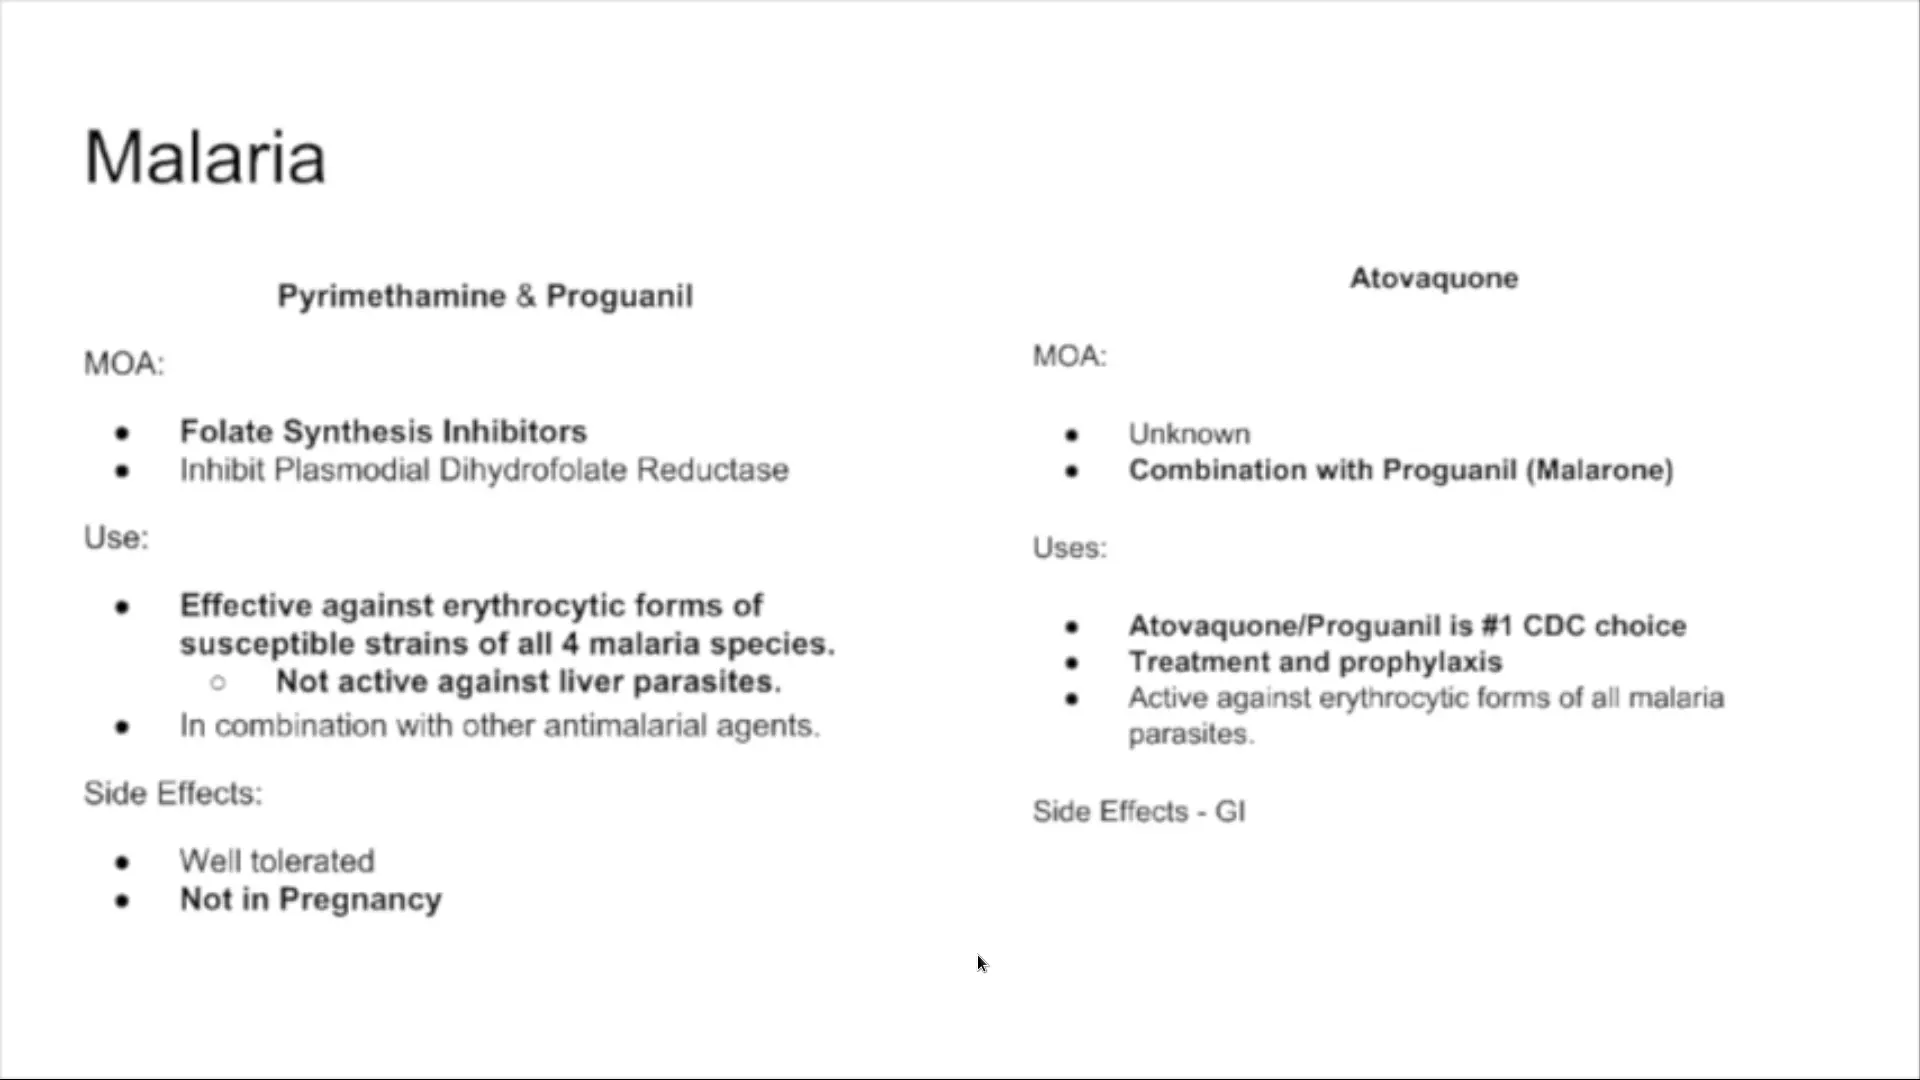 Malaria
Pyrimethamine & Proguanil
MOA:
● Folate Synthesis Inhibitors
● Inhibit Plasmodial Dihydrofolate Reductase
Use:
● Effective against erythrocytic forms of
susceptible strains of all 4 malaria species.
○ Not active against liver parasites.
● In combination with other antimalarial agents.
Side Effects:
● Well tolerated
● Not in Pregnancy
Atovaquone
MOA:
● Unknown
● Combination with Proguanil (Malarone)
Uses:
● Atovaquone/Proguanil is #1 CDC choice
● Treatment and prophylaxis
● Active against erythrocytic forms of all malaria
parasites.
Side Effects - GI